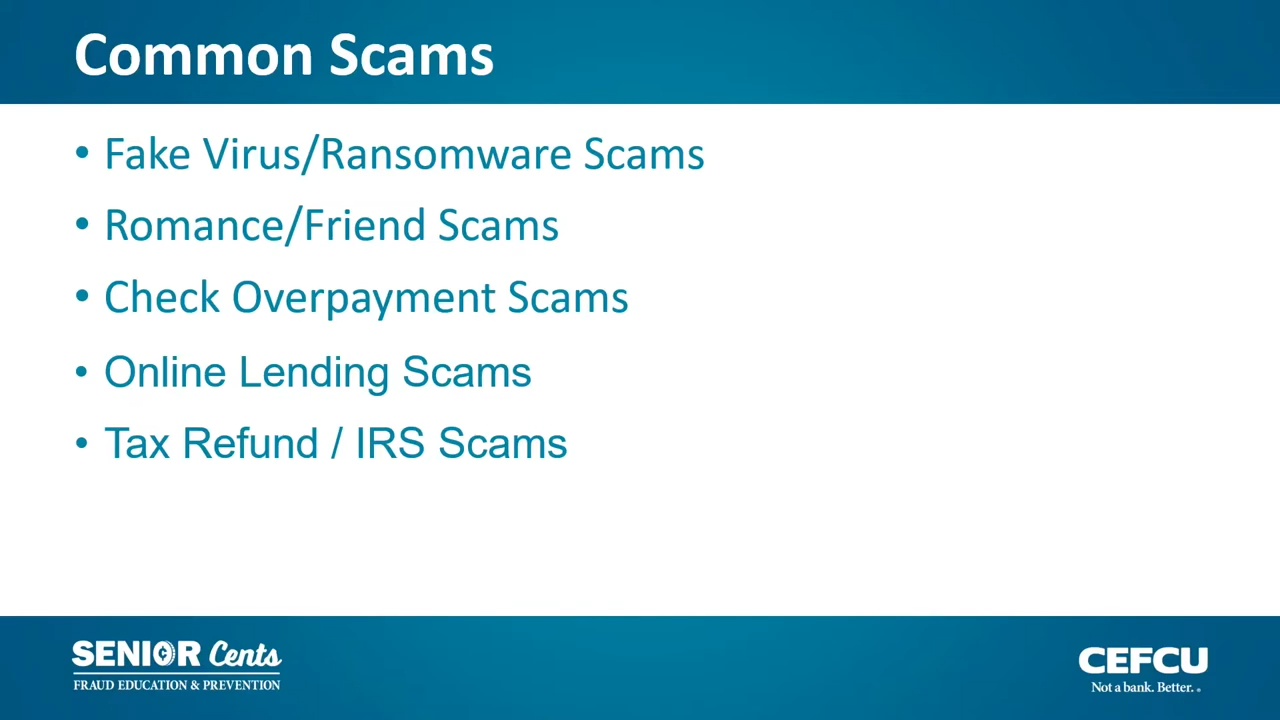 Common Scams
• Fake Virus/Ransomware Scams
• Romance/Friend Scams
• Check Overpayment Scams
• Online Lending Scams
• Tax Refund / IRS Scams
SENIOR Cents
FRAUD EDUCATION & PREVENTION
CEFCU
Not a bank. Better.®